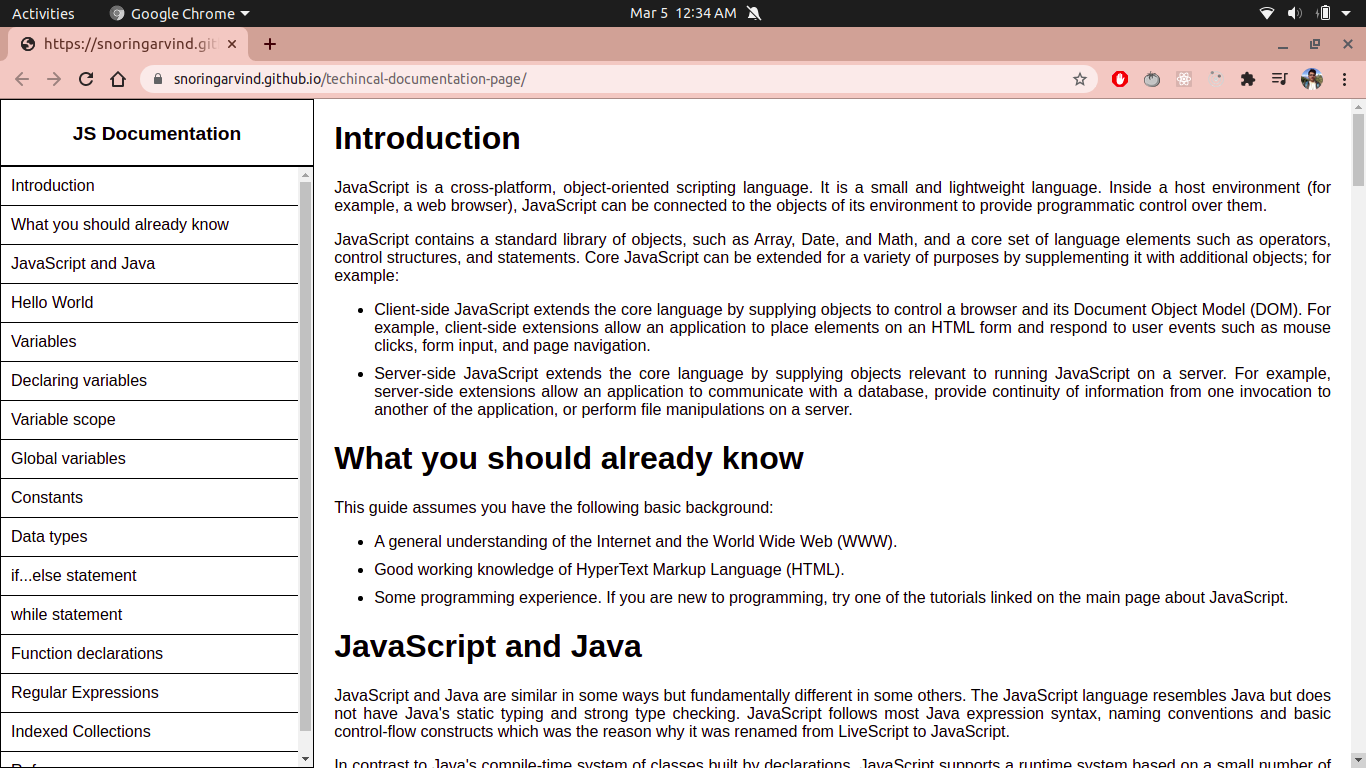 Activities
Google Chrome
Mar 5 12:34 AM
https://snoringarvind.git
snoringarvind.github.io/techincal-documentation-page/
JS Documentation
Introduction
What you should already know
JavaScript and Java
Hello World
Variables
Declaring variables
Variable scope
Global variables
Constants
Data types
if...else statement
while statement
Function declarations
Regular Expressions
Indexed Collections
Introduction
JavaScript is a cross-platform, object-oriented scripting language. It is a small and lightweight language. Inside a host environment (for
example, a web browser), JavaScript can be connected to the objects of its environment to provide programmatic control over them.
JavaScript contains a standard library of objects, such as Array, Date, and Math, and a core set of language elements such as operators,
control structures, and statements. Core JavaScript can be extended for a variety of purposes by supplementing it with additional objects; for
example:
• Client-side JavaScript extends the core language by supplying objects to control a browser and its Document Object Model (DOM). For
example, client-side extensions allow an application to place elements on an HTML form and respond to user events such as mouse
clicks, form input, and page navigation.
• Server-side JavaScript extends the core language by supplying objects relevant to running JavaScript on a server. For example,
server-side extensions allow an application to communicate with a database, provide continuity of information from one invocation to
another of the application, or perform file manipulations on a server.
What you should already know
This guide assumes you have the following basic background:
• A general understanding of the Internet and the World Wide Web (WWW).
• Good working knowledge of HyperText Markup Language (HTML).
• Some programming experience. If you are new to programming, try one of the tutorials linked on the main page about JavaScript.
JavaScript and Java
JavaScript and Java are similar in some ways but fundamentally different in some others. The JavaScript language resembles Java but does
not have Java's static typing and strong type checking. JavaScript follows most Java expression syntax, naming conventions and basic
control-flow constructs which was the reason why it was renamed from LiveScript to JavaScript.
In contrast to Java's compile-time system of classes built by declarations, JavaScript supports a runtime system based on a small number of